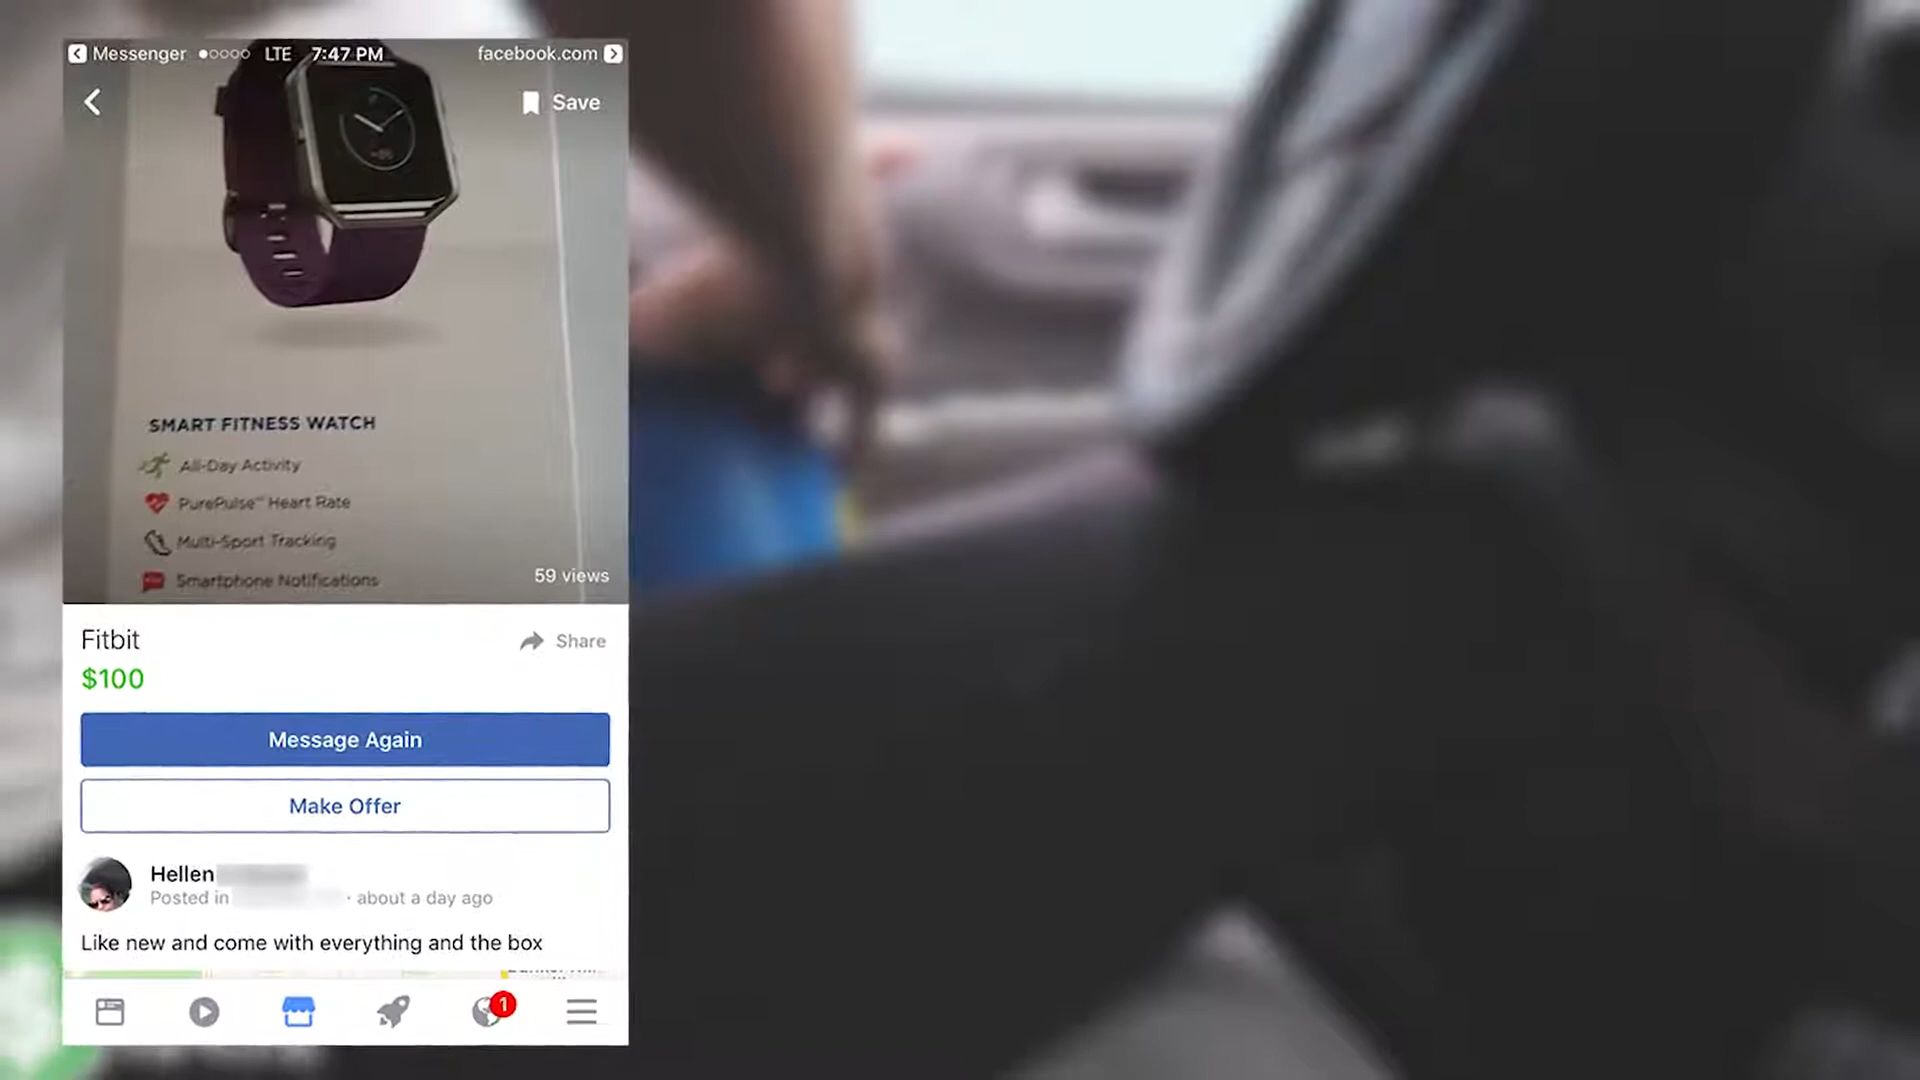 Messenger LTE 7:47 PM facebook.com
Save
SMART FITNESS WATCH
All-Day Activity
PurePulse™ Heart Rate
Multi-Sport Tracking
Smartphone Notifications
59 views
Fitbit
Share
$100
Message Again
Make Offer
Hellen
Posted in · about a day ago
Like new and come with everything and the box
1